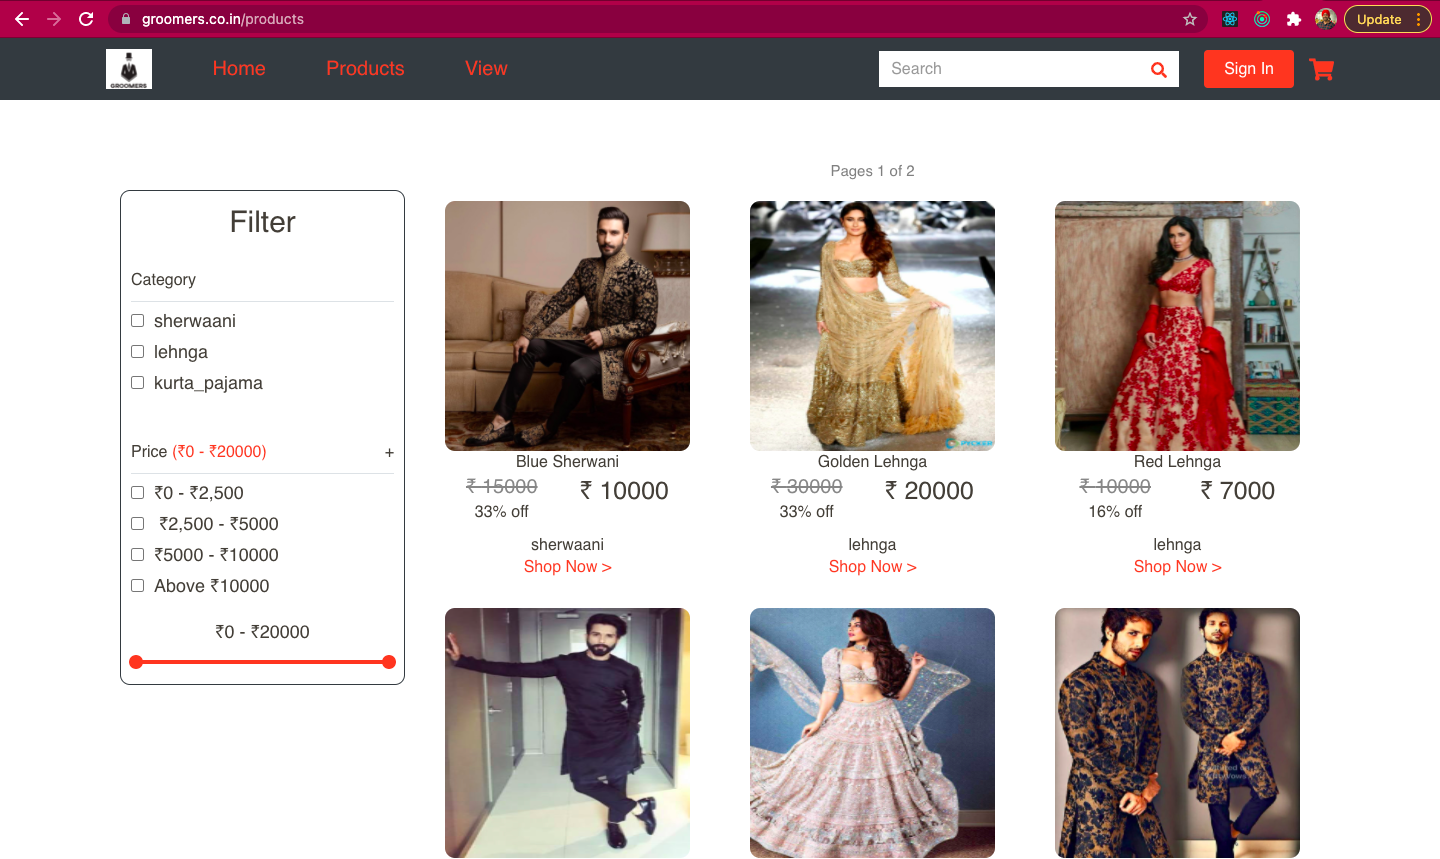 groomers.co.in/products
Update
GROOMERS
Home
Products
View
Search
Sign In
Pages 1 of 2
Filter
Category
sherwaani
lehnga
kurta_pajama
Price (₹0 - ₹20000)
+
₹0 - ₹2,500
₹2,500 - ₹5000
₹5000 - ₹10000
Above ₹10000
₹0 - ₹20000
Blue Sherwani
₹ 15000 ₹ 10000
33% off
sherwaani
Shop Now >
Golden Lehnga
₹ 30000 ₹ 20000
33% off
lehnga
Shop Now >
Red Lehnga
₹ 10000 ₹ 7000
16% off
lehnga
Shop Now >